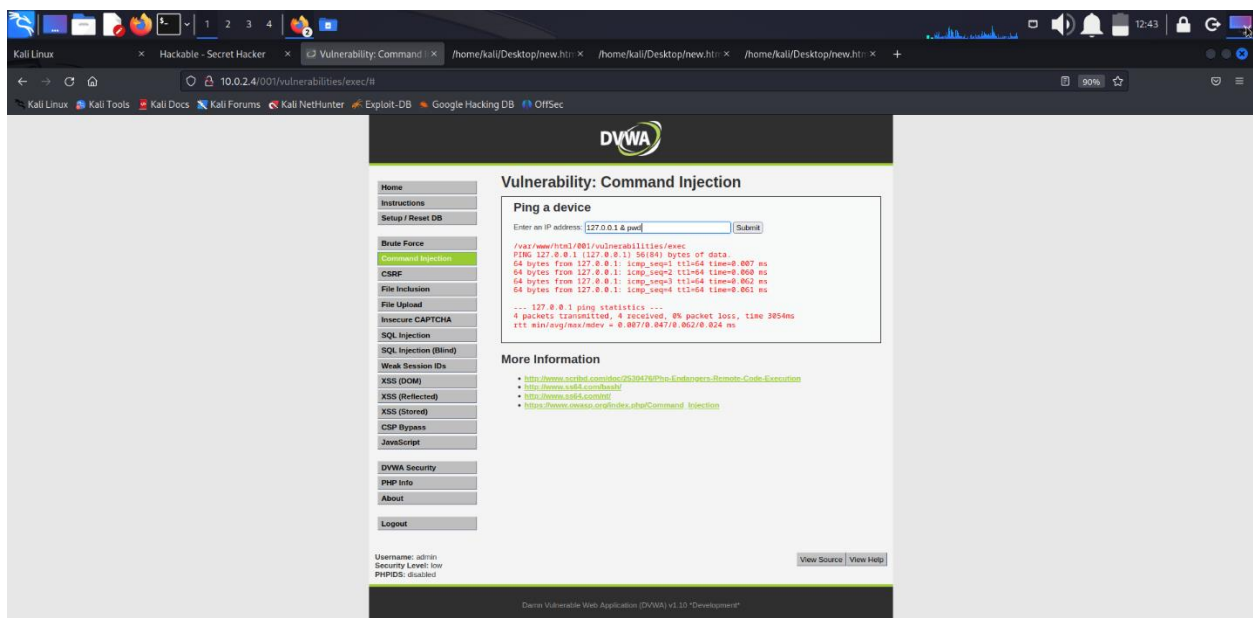 1 2 3 4 2 12:43
Kali Linux × Hackable - Secret Hacker × Vulnerability: Command I × /home/kali/Desktop/new.htm × /home/kali/Desktop/new.htm × /home/kali/Desktop/new.htm × +
10.0.2.4/001/vulnerabilities/exec/# 90%
Kali Linux Kali Tools Kali Docs Kali Forums Kali NetHunter Exploit-DB Google Hacking DB OffSec
DVWA
Home
Instructions
Setup / Reset DB
Brute Force
Command Injection
CSRF
File Inclusion
File Upload
Insecure CAPTCHA
SQL Injection
SQL Injection (Blind)
Weak Session IDs
XSS (DOM)
XSS (Reflected)
XSS (Stored)
CSP Bypass
JavaScript
DVWA Security
PHP Info
About
Logout
Vulnerability: Command Injection
Ping a device
Enter an IP address: 127.0.0.1 & pwd Submit
/var/www/html/001/vulnerabilities/exec
PING 127.0.0.1 (127.0.0.1) 56(84) bytes of data.
64 bytes from 127.0.0.1: icmp_seq=1 ttl=64 time=0.007 ms
64 bytes from 127.0.0.1: icmp_seq=2 ttl=64 time=0.060 ms
64 bytes from 127.0.0.1: icmp_seq=3 ttl=64 time=0.062 ms
64 bytes from 127.0.0.1: icmp_seq=4 ttl=64 time=0.061 ms
--- 127.0.0.1 ping statistics ---
4 packets transmitted, 4 received, 0% packet loss, time 3054ms
rtt min/avg/max/mdev = 0.007/0.047/0.062/0.024 ms
More Information
http://www.scribd.com/doc/2530476/Php-Endangers-Remote-Code-Execution
http://www.ss64.com/bash/
http://www.ss64.com/nt/
https://www.owasp.org/index.php/Command_Injection
Username: admin
Security Level: low
PHPIDS: disabled
View Source View Help
Damn Vulnerable Web Application (DVWA) v1.10 *Development*